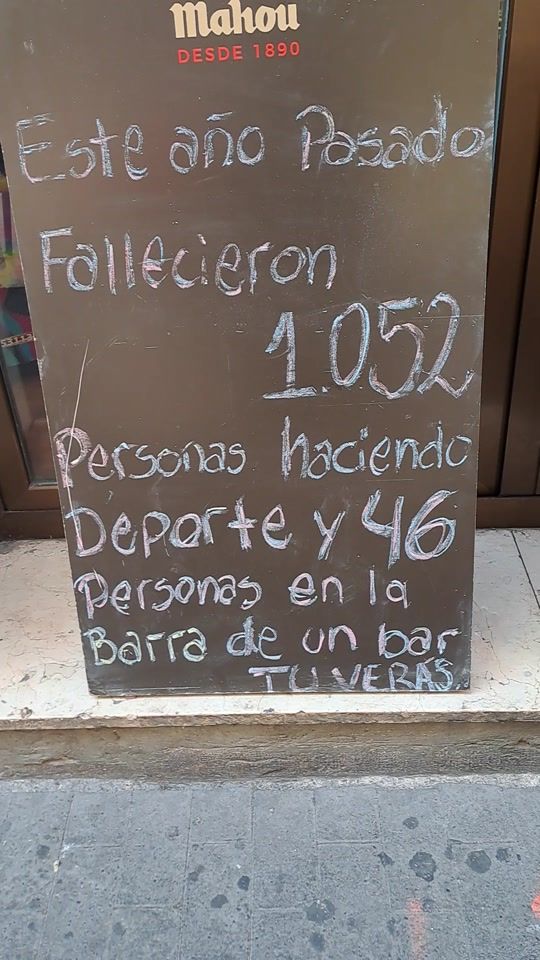 Mahou
DESDE 1890
Este año Pasado
Fallecieron
1.052
Personas haciendo
Deporte y 46
Personas en la
Barra de un bar
TU VERÁS